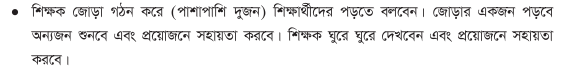 • শিক্ষক জোড়া গঠন করে (পাশাপাশি দুজন) শিক্ষার্থীদের পড়তে বলবেন। জোড়ার একজন পড়বে
অন্যজন শুনবে এবং প্রয়োজনে সহায়তা করবে। শিক্ষক ঘুরে ঘুরে দেখবেন এবং প্রয়োজনে সহায়তা
করবে।